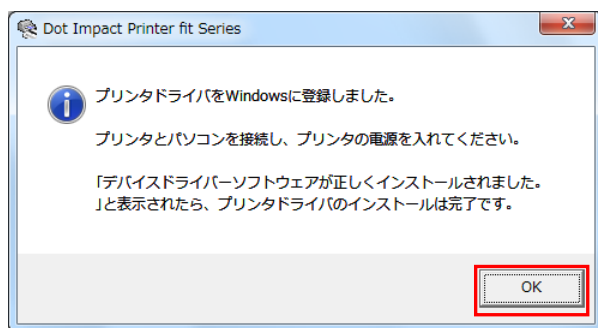 Dot Impact Printer fit Series
プリンタドライバをWindowsに登録しました。
プリンタとパソコンを接続し、プリンタの電源を入れてください。
「デバイスドライバーソフトウェアが正しくインストールされました。
」と表示されたら、プリンタドライバのインストールは完了です。
OK